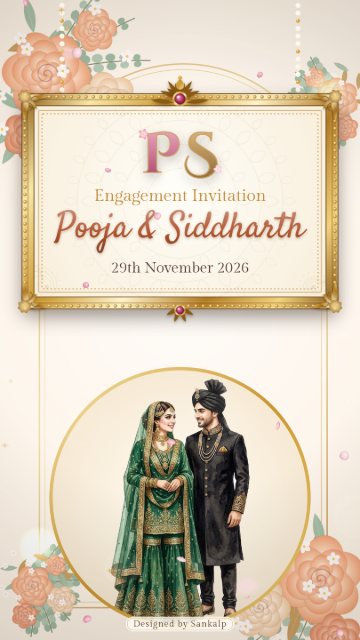 PS
Engagement Invitation
Pooja & Siddharth
29th November 2026
Designed by Sankalp